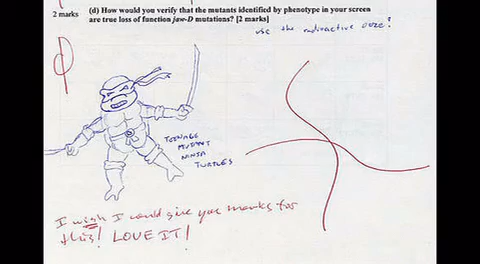 2 marks (d) How would you verify that the mutants identified by phenotype in your screen
are true loss of function jaw-D mutations? [2 marks]
use the radioactive ooze?
TEENAGE
MUTANT
NINJA
TURTLES
I wish I could give you marks for
this! LOVE IT!